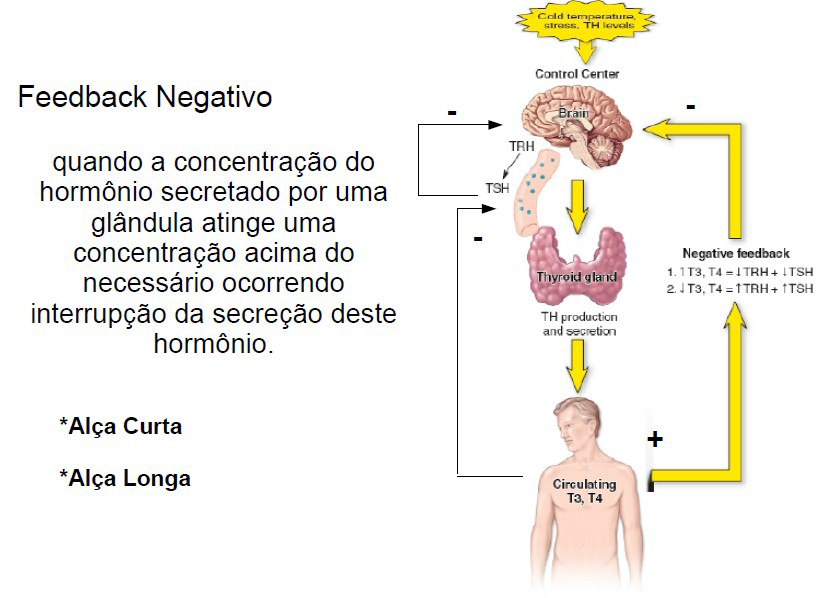 Feedback Negativo
quando a concentração do
hormônio secretado por uma
glândula atinge uma
concentração acima do
necessário ocorrendo
interrupção da secreção deste
hormônio.
*Alça Curta
*Alça Longa
Cold temperature,
stress, TH levels
Control Center
Brain
-
-
TRH
TSH
-
Thyroid gland
Negative feedback
1. ↑T3, T4 = ↓TRH + ↓TSH
2. ↓T3, T4 = ↑TRH + ↑TSH
TH production
and secretion
+
Circulating
T3, T4